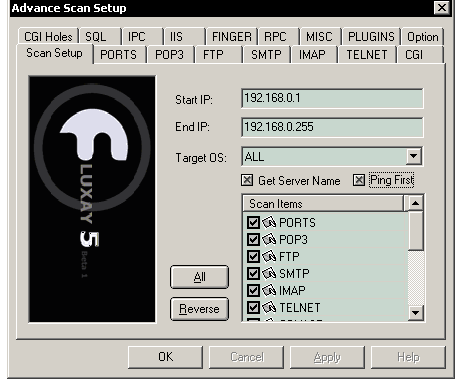 Advance Scan Setup
CGI Holes SQL IPC IIS FINGER RPC MISC PLUGINS Option
Scan Setup PORTS POP3 FTP SMTP IMAP TELNET CGI
Start IP: 192.168.0.1
End IP: 192.168.0.255
Target OS: ALL
Get Server Name Ping First
Scan Items
PORTS
POP3
FTP
SMTP
IMAP
TELNET
LUXAY 5 Beta 1
All
Reverse
OK Cancel Apply Help